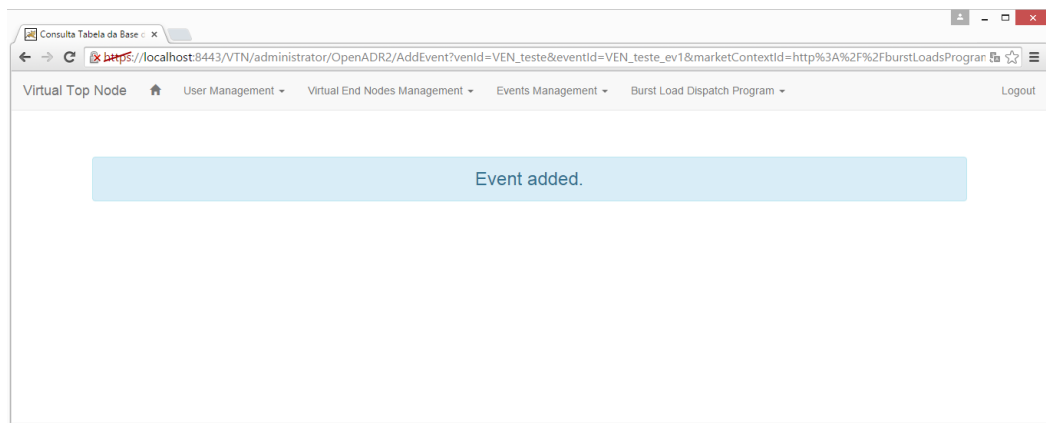 Consulta Tabela da Base
https://localhost:8443/VTN/administrator/OpenADR2/AddEvent?venId=VEN_teste&eventId=VEN_teste_ev1&marketContextId=http%3A%2F%2FburstLoadsProgran
Virtual Top Node User Management Virtual End Nodes Management Events Management Burst Load Dispatch Program Logout
Event added.